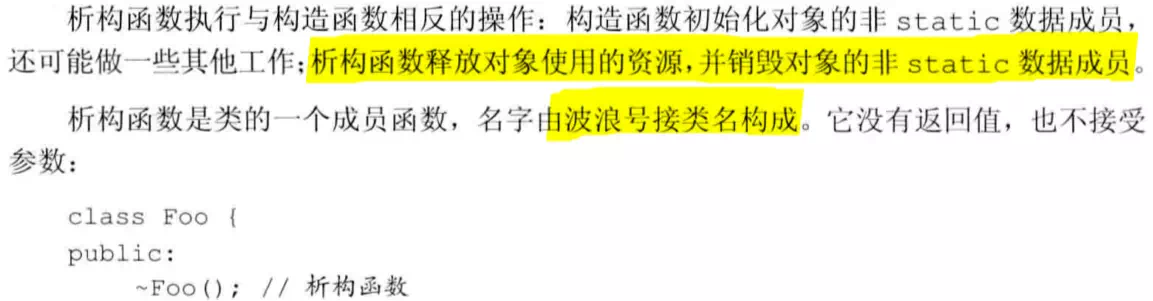 析构函数执行与构造函数相反的操作：构造函数初始化对象的非 static 数据成员，
还可能做一些其他工作；析构函数释放对象使用的资源，并销毁对象的非 static 数据成员。
析构函数是类的一个成员函数，名字由波浪号接类名构成。它没有返回值，也不接受
参数：
class Foo {
public:
~Foo(); // 析构函数